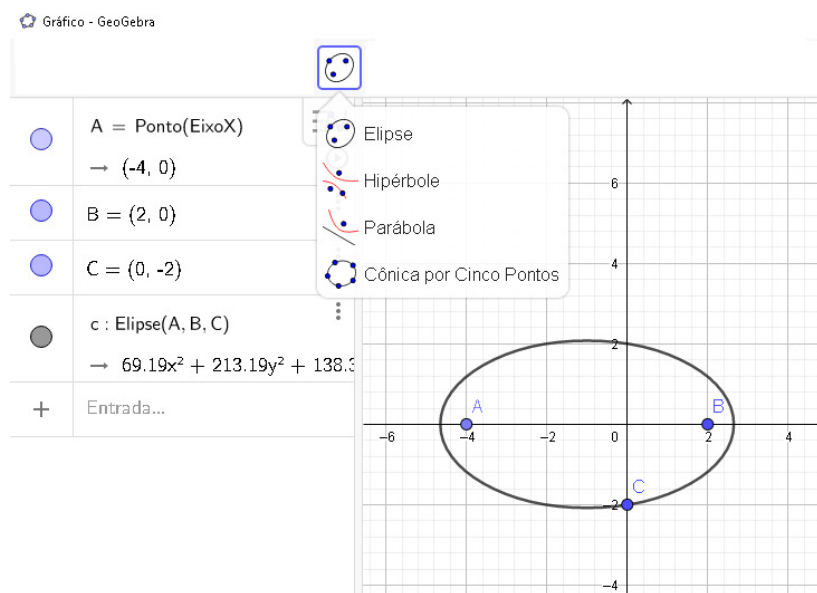 Gráfico - GeoGebra
A = Ponto(EixoX)
→ (-4, 0)
B = (2, 0)
C = (0, -2)
c : Elipse(A, B, C)
→ 69.19x² + 213.19y² + 138.3
Entrada...
Elipse
Hipérbole
Parábola
Cônica por Cinco Pontos
6
4
2
A
B
−6
−4
−2
0
2
4
C
−2
−4